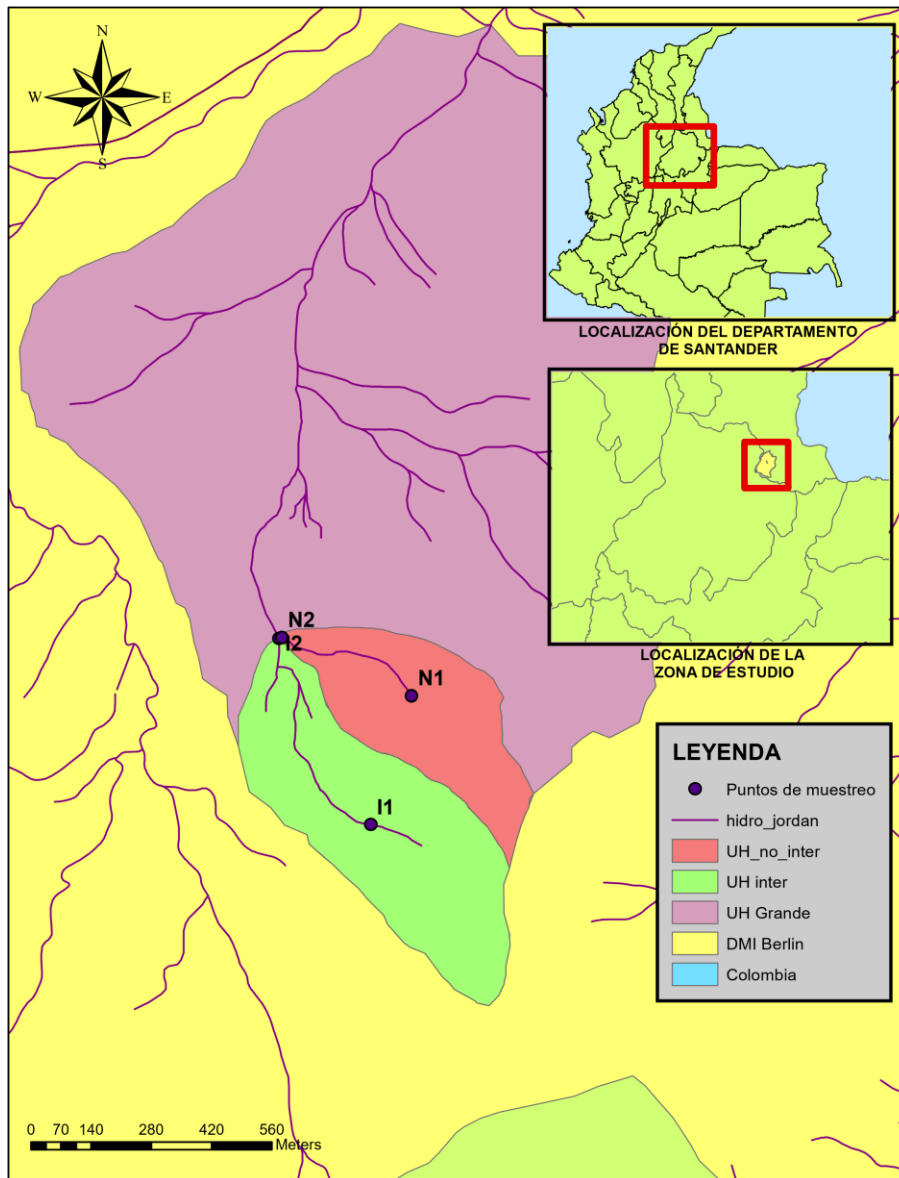 N
W
E
S
LOCALIZACIÓN DEL DEPARTAMENTO
DE SANTANDER
LOCALIZACIÓN DE LA
ZONA DE ESTUDIO
N2
I2
N1
I1
LEYENDA
Puntos de muestreo
hidro_jordan
UH_no_inter
UH inter
UH Grande
DMI Berlin
Colombia
0 70 140 280 420 560
Meters